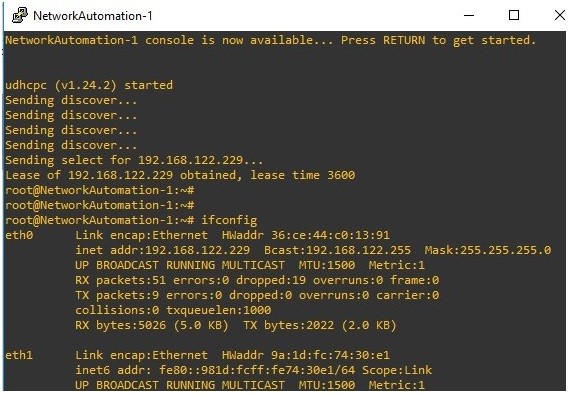 NetworkAutomation-1
NetworkAutomation-1 console is now available... Press RETURN to get started.
udhcpc (v1.24.2) started
Sending discover...
Sending discover...
Sending discover...
Sending discover...
Sending select for 192.168.122.229...
Lease of 192.168.122.229 obtained, lease time 3600
root@NetworkAutomation-1:~#
root@NetworkAutomation-1:~#
root@NetworkAutomation-1:~# ifconfig
eth0 Link encap:Ethernet HWaddr 36:ce:44:c0:13:91
inet addr:192.168.122.229 Bcast:192.168.122.255 Mask:255.255.255.0
UP BROADCAST RUNNING MULTICAST MTU:1500 Metric:1
RX packets:51 errors:0 dropped:19 overruns:0 frame:0
TX packets:9 errors:0 dropped:0 overruns:0 carrier:0
collisions:0 txqueuelen:1000
RX bytes:5026 (5.0 KB) TX bytes:2022 (2.0 KB)
eth1 Link encap:Ethernet HWaddr 9a:1d:fc:74:30:e1
inet6 addr: fe80::981d:fcff:fe74:30e1/64 Scope:Link
UP BROADCAST RUNNING MULTICAST MTU:1500 Metric:1